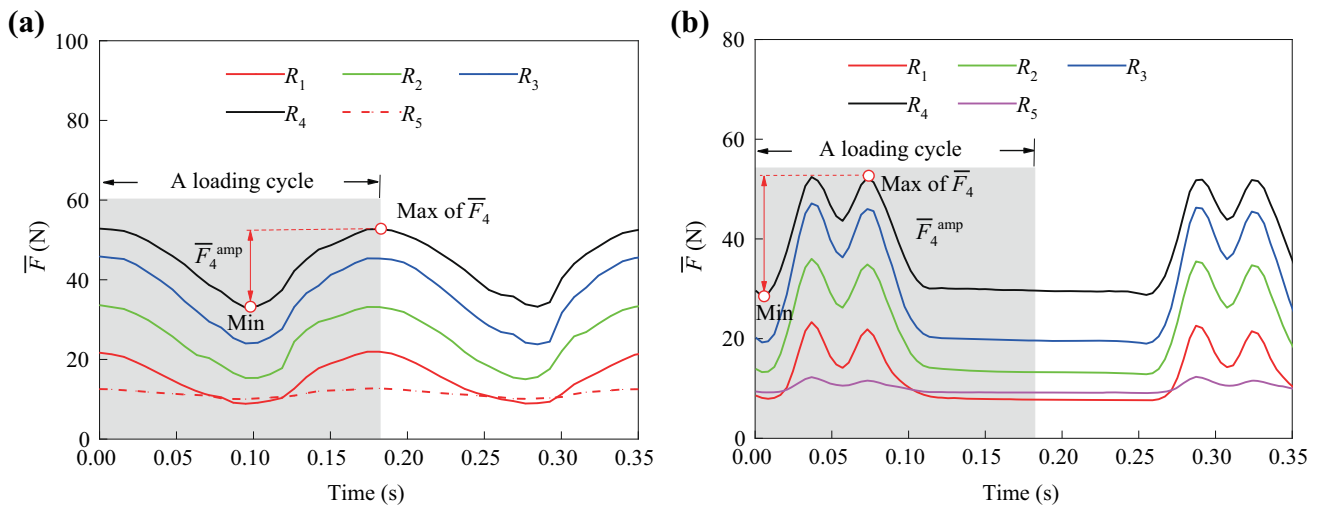 (a)
100
80
60
40
20
0
F̅ (N)
R₁ R₂ R₃
R₄ R₅
A loading cycle
Max of F̅₄
F̅₄ᵃᵐᵖ
Min
0.00 0.05 0.10 0.15 0.20 0.25 0.30 0.35
Time (s)
(b)
80
60
40
20
0
F̅ (N)
R₁ R₂ R₃
R₄ R₅
A loading cycle
Max of F̅₄
F̅₄ᵃᵐᵖ
Min
0.00 0.05 0.10 0.15 0.20 0.25 0.30 0.35
Time (s)